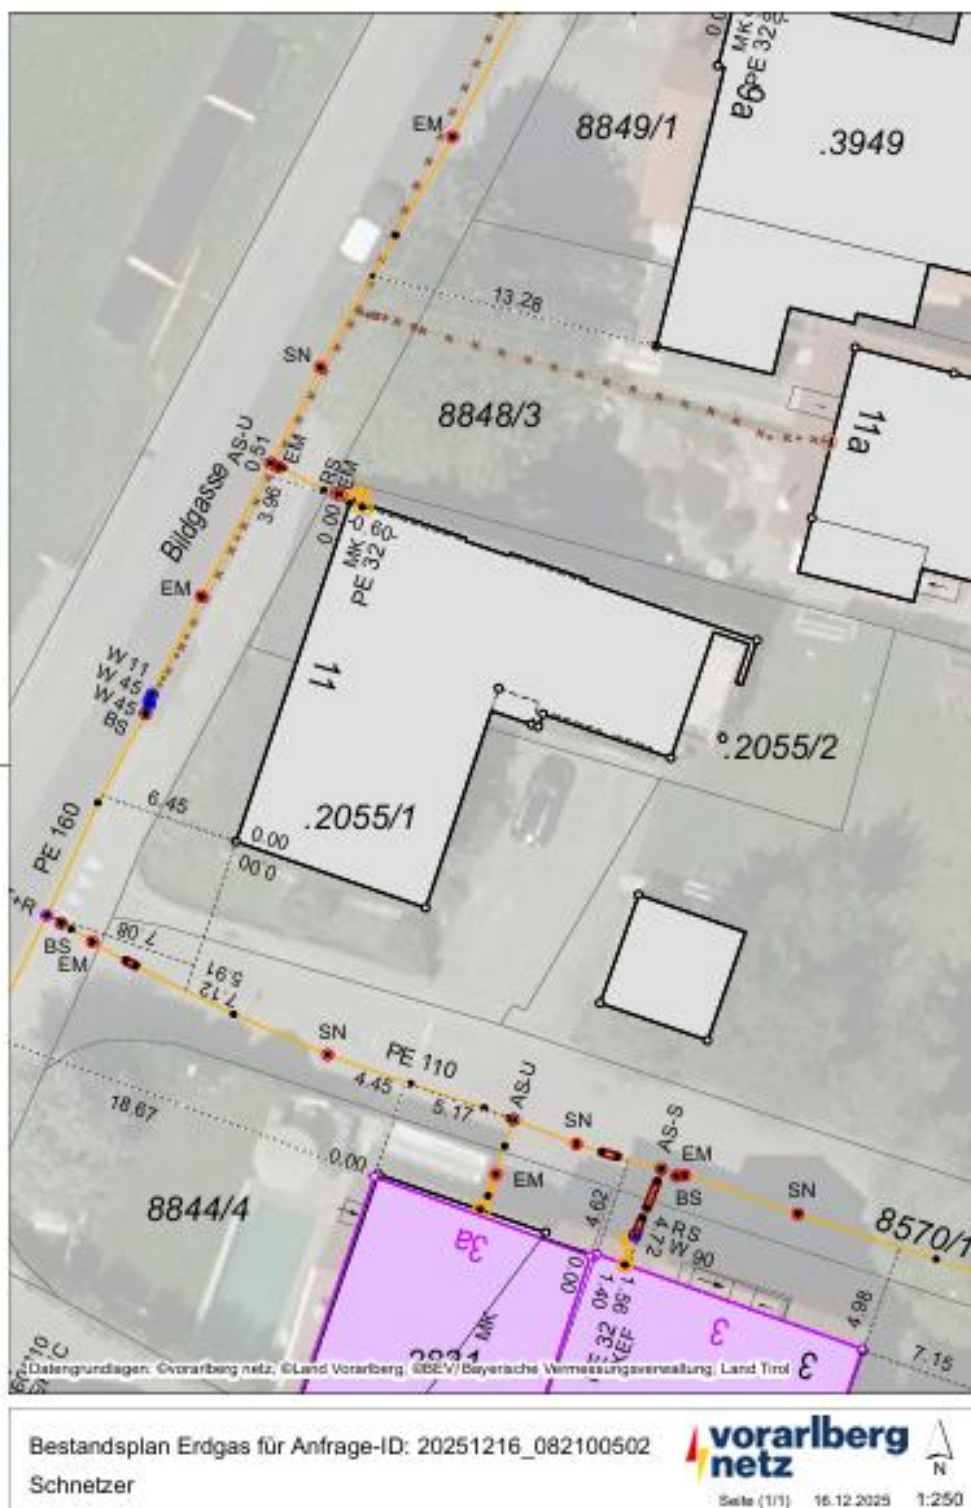 MK
PE 32
9a
EM
8849/1
.3949
13.28
SN
8848/3
11a
AS-U
0.51
EM
RS
EM
3.96
0.00
-0.60-
MK
PE 32
Bildgasse
EM
11
W 11
W 45
W 45
BS
.2055/2
6.45
.2055/1
0.00
0.00
PE 160
+R
BS
EM
7.08
5.91
7.12
SN
PE 110
4.45
5.17
AS-U
SN
AS-S
EM
BS
SN
18.67
0.00
EM
8844/4
4.62
4.72
RS
W 90
8570/1
3a
0.00
1.56
1.40
4.98
MK
3
3
7.15
Datengrundlagen: ©vorarlberg netz, ©Land Vorarlberg, ©BEV/Bayerische Vermessungsverwaltung, Land Tirol
Bestandsplan Erdgas für Anfrage-ID: 20251216_082100502
Schnetzer
vorarlberg
netz
N
Seite (1/1) 16.12.2025 1:250